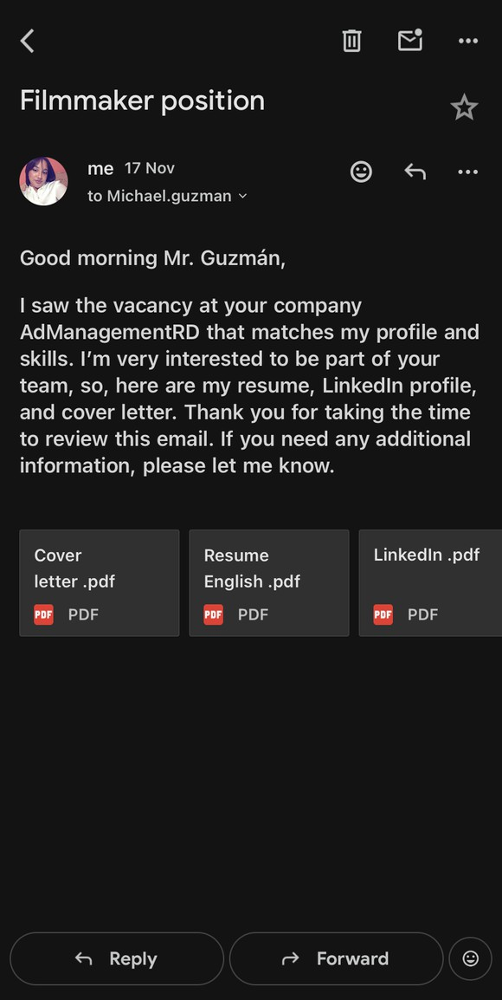 Filmmaker position
me 17 Nov
to Michael.guzman
Good morning Mr. Guzmán,
I saw the vacancy at your company
AdManagementRD that matches my profile and
skills. I’m very interested to be part of your
team, so, here are my resume, LinkedIn profile,
and cover letter. Thank you for taking the time
to review this email. If you need any additional
information, please let me know.
Cover
letter .pdf
PDF PDF
Resume
English .pdf
PDF PDF
LinkedIn .pdf
PDF PDF
Reply
Forward